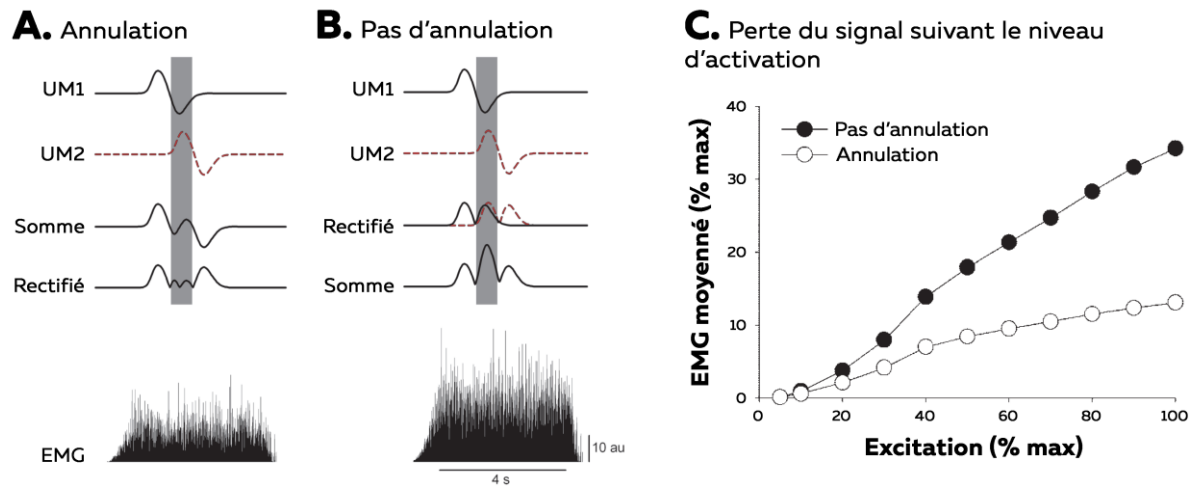 A. Annulation
UM1
UM2
Somme
Rectifié
EMG
B. Pas d'annulation
UM1
UM2
Rectifié
Somme
10 au
4 s
C. Perte du signal suivant le niveau
d'activation
EMG moyenné (% max)
40
30
20
10
0
Pas d'annulation
Annulation
0 20 40 60 80 100
Excitation (% max)